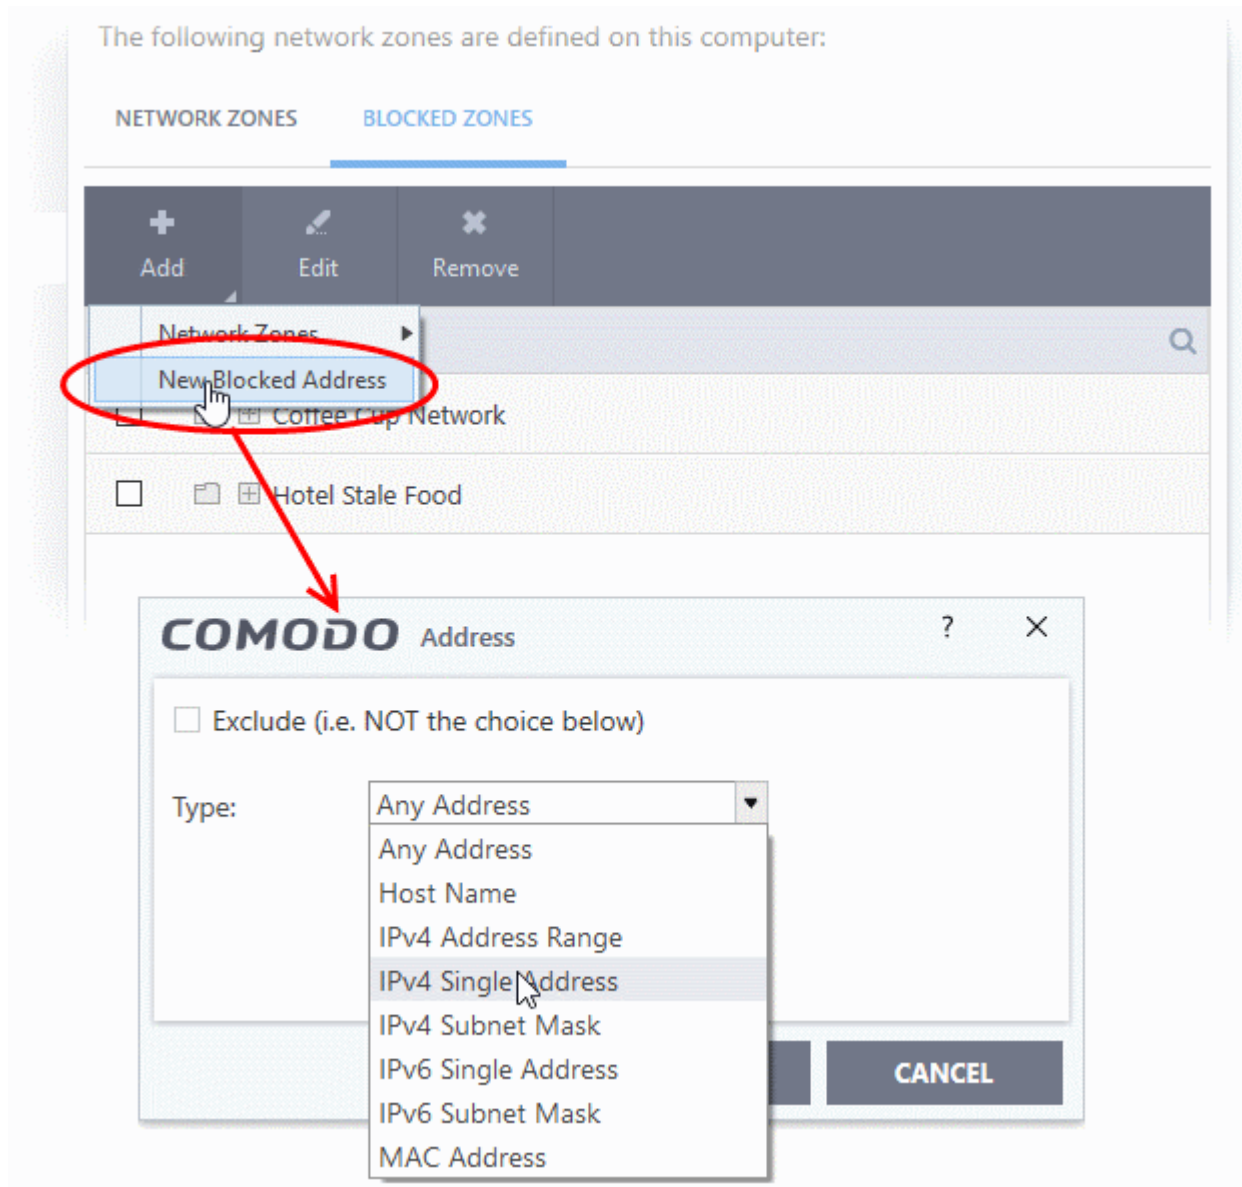 The following network zones are defined on this computer:
NETWORK ZONES BLOCKED ZONES
Add Edit Remove
Network Zones
New Blocked Address
Coffee Cup Network
Hotel Stale Food
COMODO Address ?
Exclude (i.e. NOT the choice below)
Type: Any Address
Any Address
Host Name
IPv4 Address Range
IPv4 Single Address
IPv4 Subnet Mask
IPv6 Single Address
CANCEL
IPv6 Subnet Mask
MAC Address